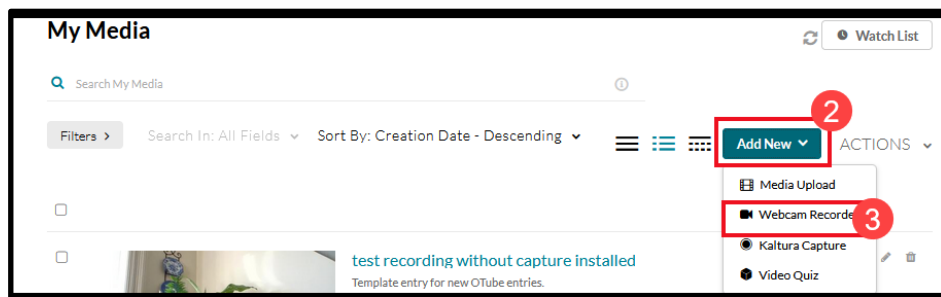 My Media
Watch List
Search My Media
2
Filters >
Search In: All Fields
Sort By: Creation Date - Descending
Add New
ACTIONS
Media Upload
Webcam Recorde
3
Kaltura Capture
test recording without capture installed
Video Quiz
Template entry for new OTube entries.